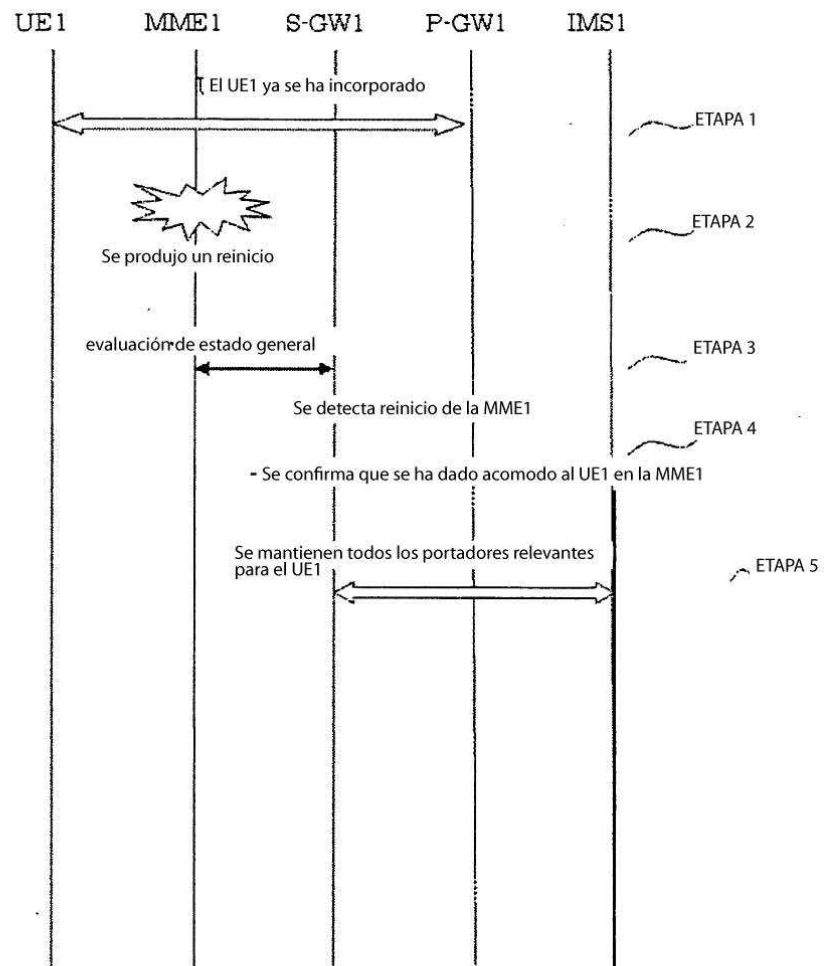 UE1 MME1 S-GW1 P-GW1 IMS1
El UE1 ya se ha incorporado
ETAPA 1
ETAPA 2
Se produjo un reinicio
evaluación de estado general
ETAPA 3
Se detecta reinicio de la MME1
ETAPA 4
- Se confirma que se ha dado acomodo al UE1 en la MME1
Se mantienen todos los portadores relevantes
para el UE1
ETAPA 5